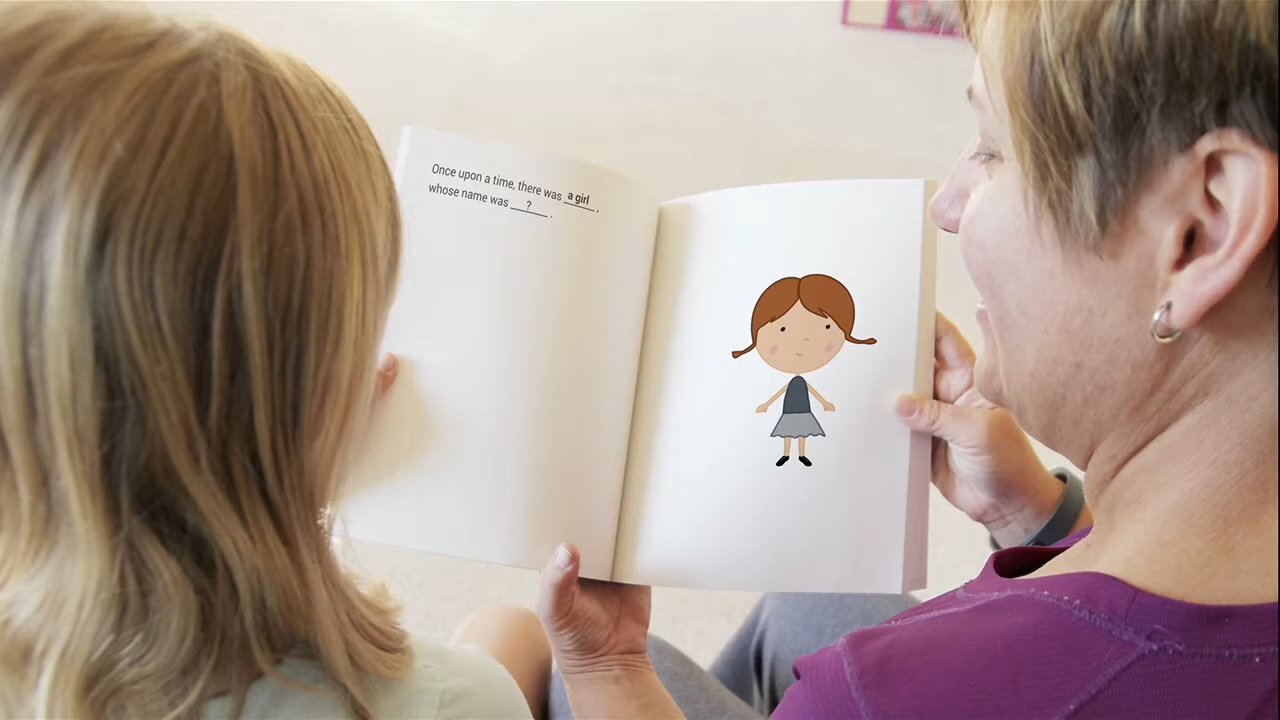 Once upon a time, there was a girl,
whose name was ?.